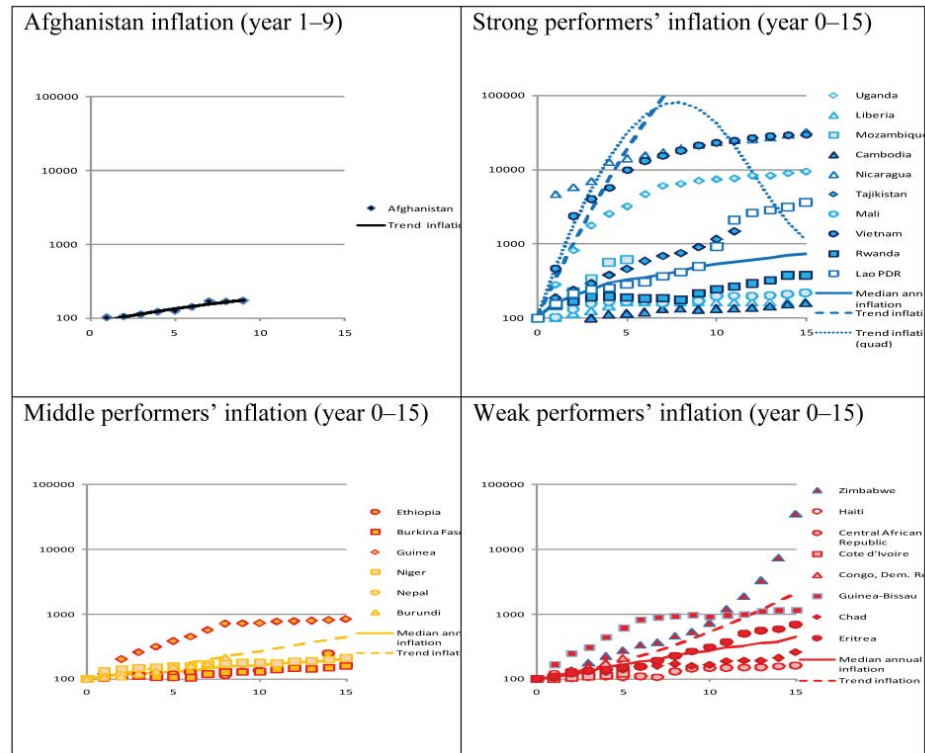 Afghanistan inflation (year 1–9)
100000
10000
1000
100
0
5
10
15
Afghanistan
Trend inflatio
Strong performers’ inflation (year 0–15)
100000
10000
1000
100
0
5
10
15
Uganda
Liberia
Mozambique
Cambodia
Nicaragua
Tajikistan
Mali
Vietnam
Rwanda
Lao PDR
Median ann
inflation
Trend inflati
Trend inflati
(quad)
Middle performers’ inflation (year 0–15)
100000
10000
1000
100
0
5
10
15
Ethiopia
Burkina Faso
Guinea
Niger
Nepal
Burundi
Median ann
inflation
Trend inflat
Weak performers’ inflation (year 0–15)
100000
10000
1000
100
0
5
10
15
Zimbabwe
Haiti
Central African
Republic
Cote d'Ivoire
Congo, Dem. Re
Guinea-Bissau
Chad
Eritrea
Median annual
inflation
Trend inflation